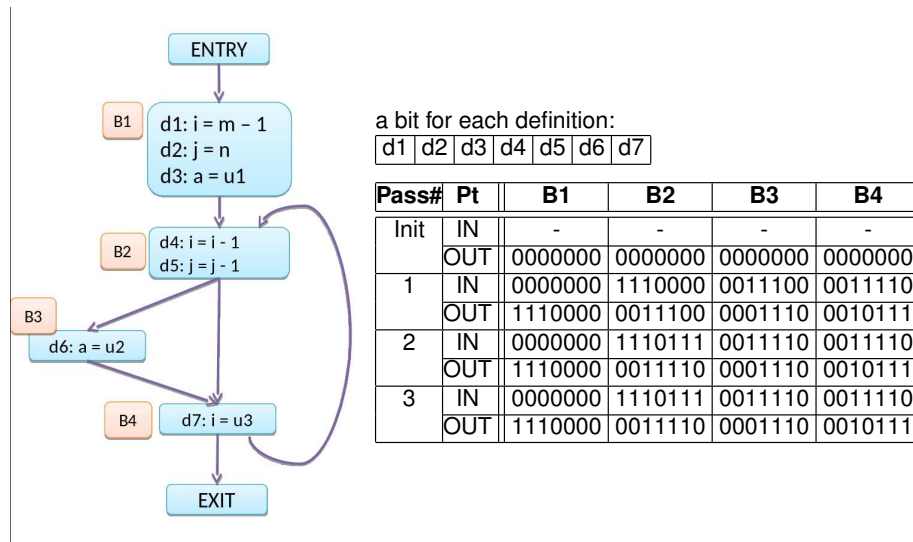 ENTRY
B1
d1: i = m – 1
d2: j = n
d3: a = u1
B2
d4: i = i - 1
d5: j = j - 1
B3
d6: a = u2
B4
d7: i = u3
EXIT
a bit for each definition:
d1 d2 d3 d4 d5 d6 d7
Pass# Pt B1 B2 B3 B4
Init IN - - - -
OUT 0000000 0000000 0000000 0000000
1 IN 0000000 1110000 0011100 0011110
OUT 1110000 0011100 0001110 0010111
2 IN 0000000 1110111 0011110 0011110
OUT 1110000 0011110 0001110 0010111
3 IN 0000000 1110111 0011110 0011110
OUT 1110000 0011110 0001110 0010111